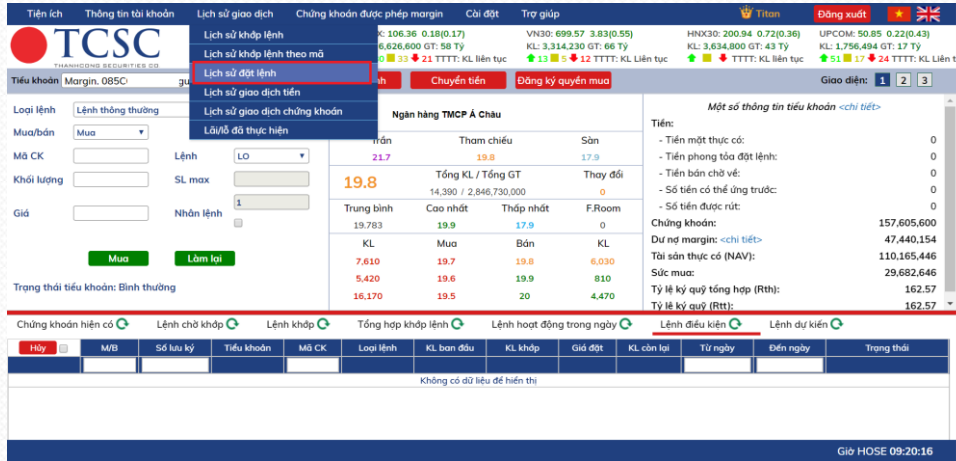 Tiện ích Thông tin tài khoản Lịch sử giao dịch Chứng khoán được phép margin Cài đặt Trợ giúp Titan Đăng xuất
TCSC
THANHCONG SECURITIES CO.
Lịch sử khớp lệnh
Lịch sử khớp lệnh theo mã
Lịch sử đặt lệnh
Lịch sử giao dịch tiền
Lịch sử giao dịch chứng khoán
Lãi/lỗ đã thực hiện
X: 106.36 0.18(0.17) VN30: 699.57 3.83(0.55) HNX30: 200.94 0.72(0.36) UPCOM: 50.85 0.22(0.43)
6,626,600 GT: 58 Tỷ KL: 3,314,230 GT: 66 Tỷ KL: 3,634,800 GT: 43 Tỷ KL: 1,756,494 GT: 17 Tỷ
0 33 21 TTTT: KL liên tục 13 5 12 TTTT: KL Liên tục TTTT: KL liên tục 51 17 24 TTTT: KL Liên t
Tiểu khoản Margin. 085C gu nh Chuyển tiền Đăng ký quyền mua Giao diện: 1 2 3
Loại lệnh Lệnh thông thường
Mua/bán Mua
Mã CK Lệnh LO
Khối lượng SL max
1
Giá Nhân lệnh
Mua Làm lại
Trạng thái tiểu khoản: Bình thường
Ngân hàng TMCP Á Châu
Trần Tham chiếu Sàn
21.7 19.8 17.9
19.8 Tổng KL / Tổng GT Thay đổi
14,390 / 2,846,730,000 0
Trung bình Cao nhất Thấp nhất F.Room
19.783 19.9 17.9 0
KL Mua Bán KL
7,610 19.7 19.8 6,030
5,420 19.6 19.9 810
16,170 19.5 20 4,470
Một số thông tin tiểu khoản <chi tiết>
Tiền:
- Tiền mặt thực có: 0
- Tiền phong tỏa đặt lệnh: 0
- Tiền bán chờ về: 0
- Số tiền có thể ứng trước: 0
- Số tiền được rút: 0
Chứng khoán: 157,605,600
Dư nợ margin: <chi tiết> 47,440,154
Tài sản thực có (NAV): 110,165,446
Sức mua: 29,682,646
Tỷ lệ ký quỹ tổng hợp (Rth): 162.57
Tỷ lệ ký quỹ (Rtt): 162.57
Chứng khoán hiện có Lệnh chờ khớp Lệnh khớp Tổng hợp khớp lệnh Lệnh hoạt động trong ngày Lệnh điều kiện Lệnh dự kiến
Hủy M/B Số lưu ký Tiểu khoản Mã CK Loại lệnh KL ban đầu KL khớp Giá đặt KL còn lại Từ ngày Đến ngày Trạng thái
Không có dữ liệu để hiển thị
Giờ HOSE 09:20:16